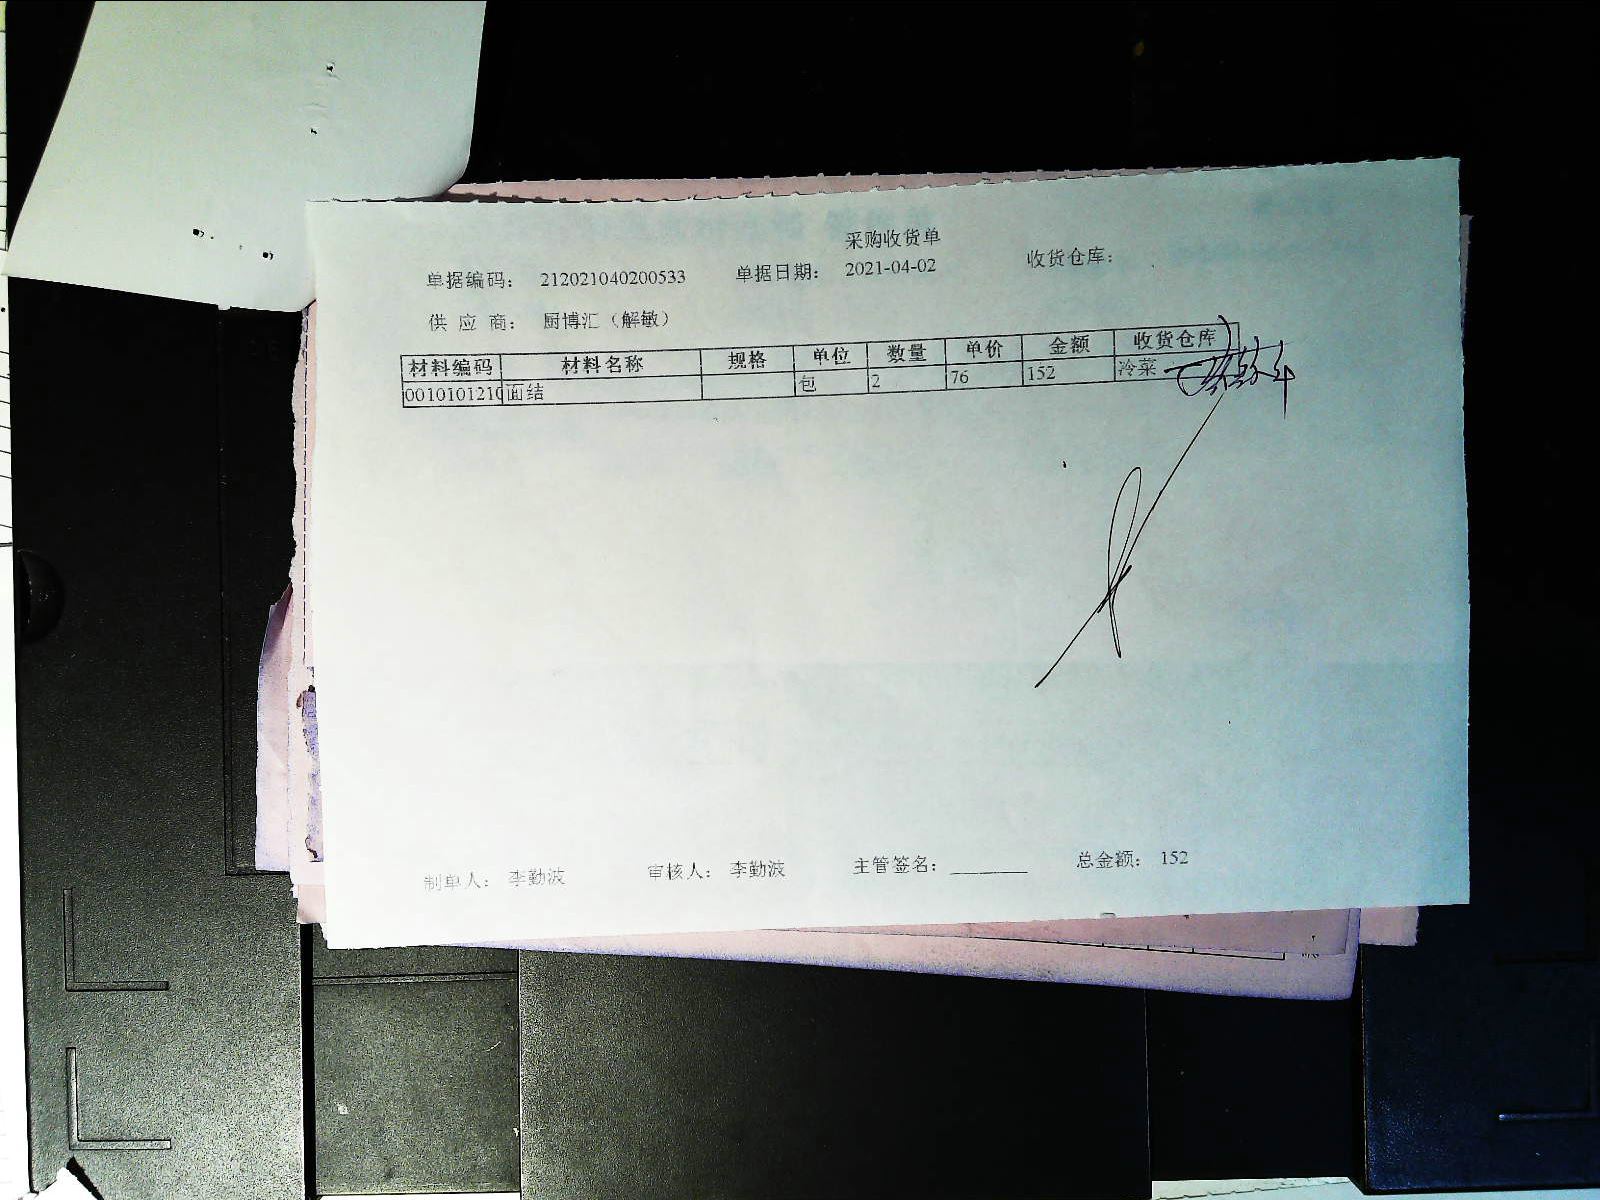 采购收货单
单据编码： 212021040200533 单据日期： 2021-04-02 收货仓库：
供 应 商： 厨博汇（解敏）
材料编码 材料名称 规格 单位 数量 单价 金额 收货仓库
0010101210 面结 包 2 76 152 冷菜
制单人： 李勤波 审核人： 李勤波 主管签名：________ 总金额： 152